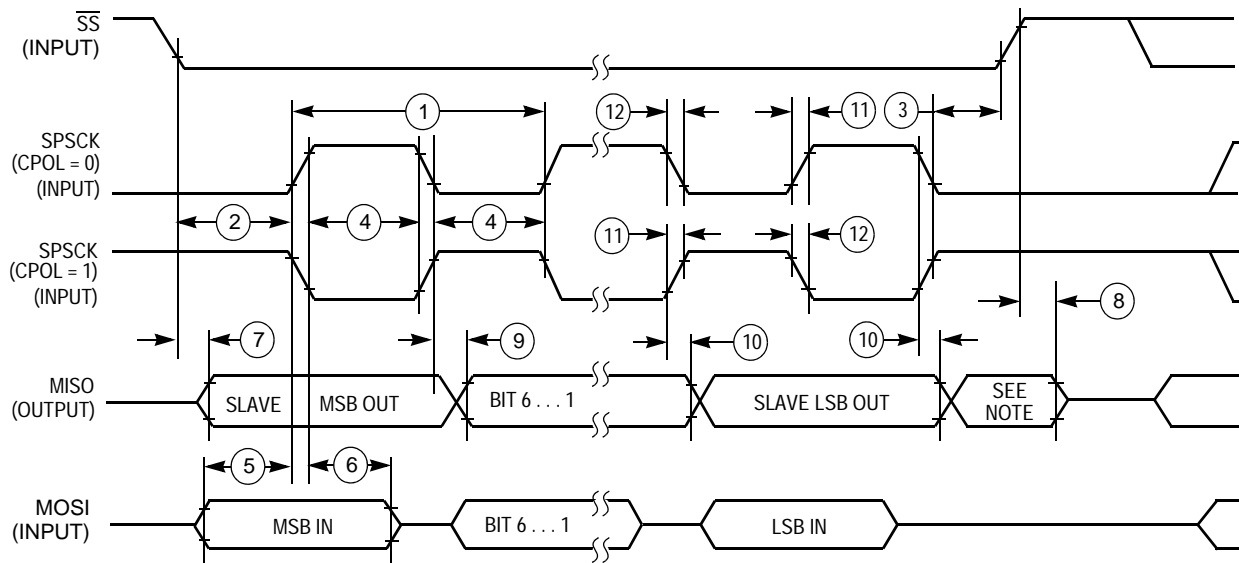 SS
(INPUT)
1
12
11
3
SPSCK
(CPOL = 0)
(INPUT)
2
4
4
SPSCK
(CPOL = 1)
(INPUT)
11
12
8
7
9
10
10
MISO
(OUTPUT)
SLAVE
MSB OUT
BIT 6 . . . 1
SLAVE LSB OUT
SEE
NOTE
5
6
MOSI
(INPUT)
MSB IN
BIT 6 . . . 1
LSB IN